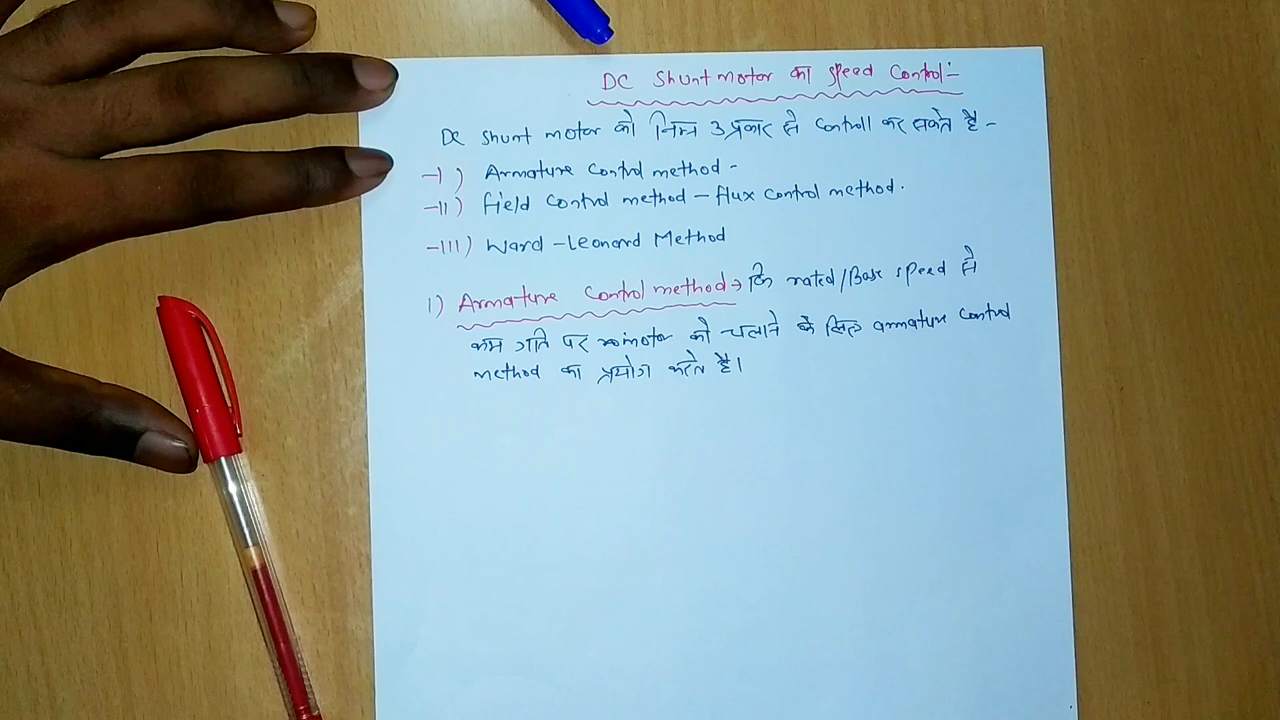 DC Shunt motor का speed Control:-
DC shunt motor को निम्न 3 प्रकार से Controll कर सकते है -
I) Armature Control method -
II) field Control method - flux Control method.
III) Ward-Leonard Method
1) Armature Control method → कि rated/Base speed से
कम गति पर motor को चलाने के लिए armature control
method का प्रयोग करते है।